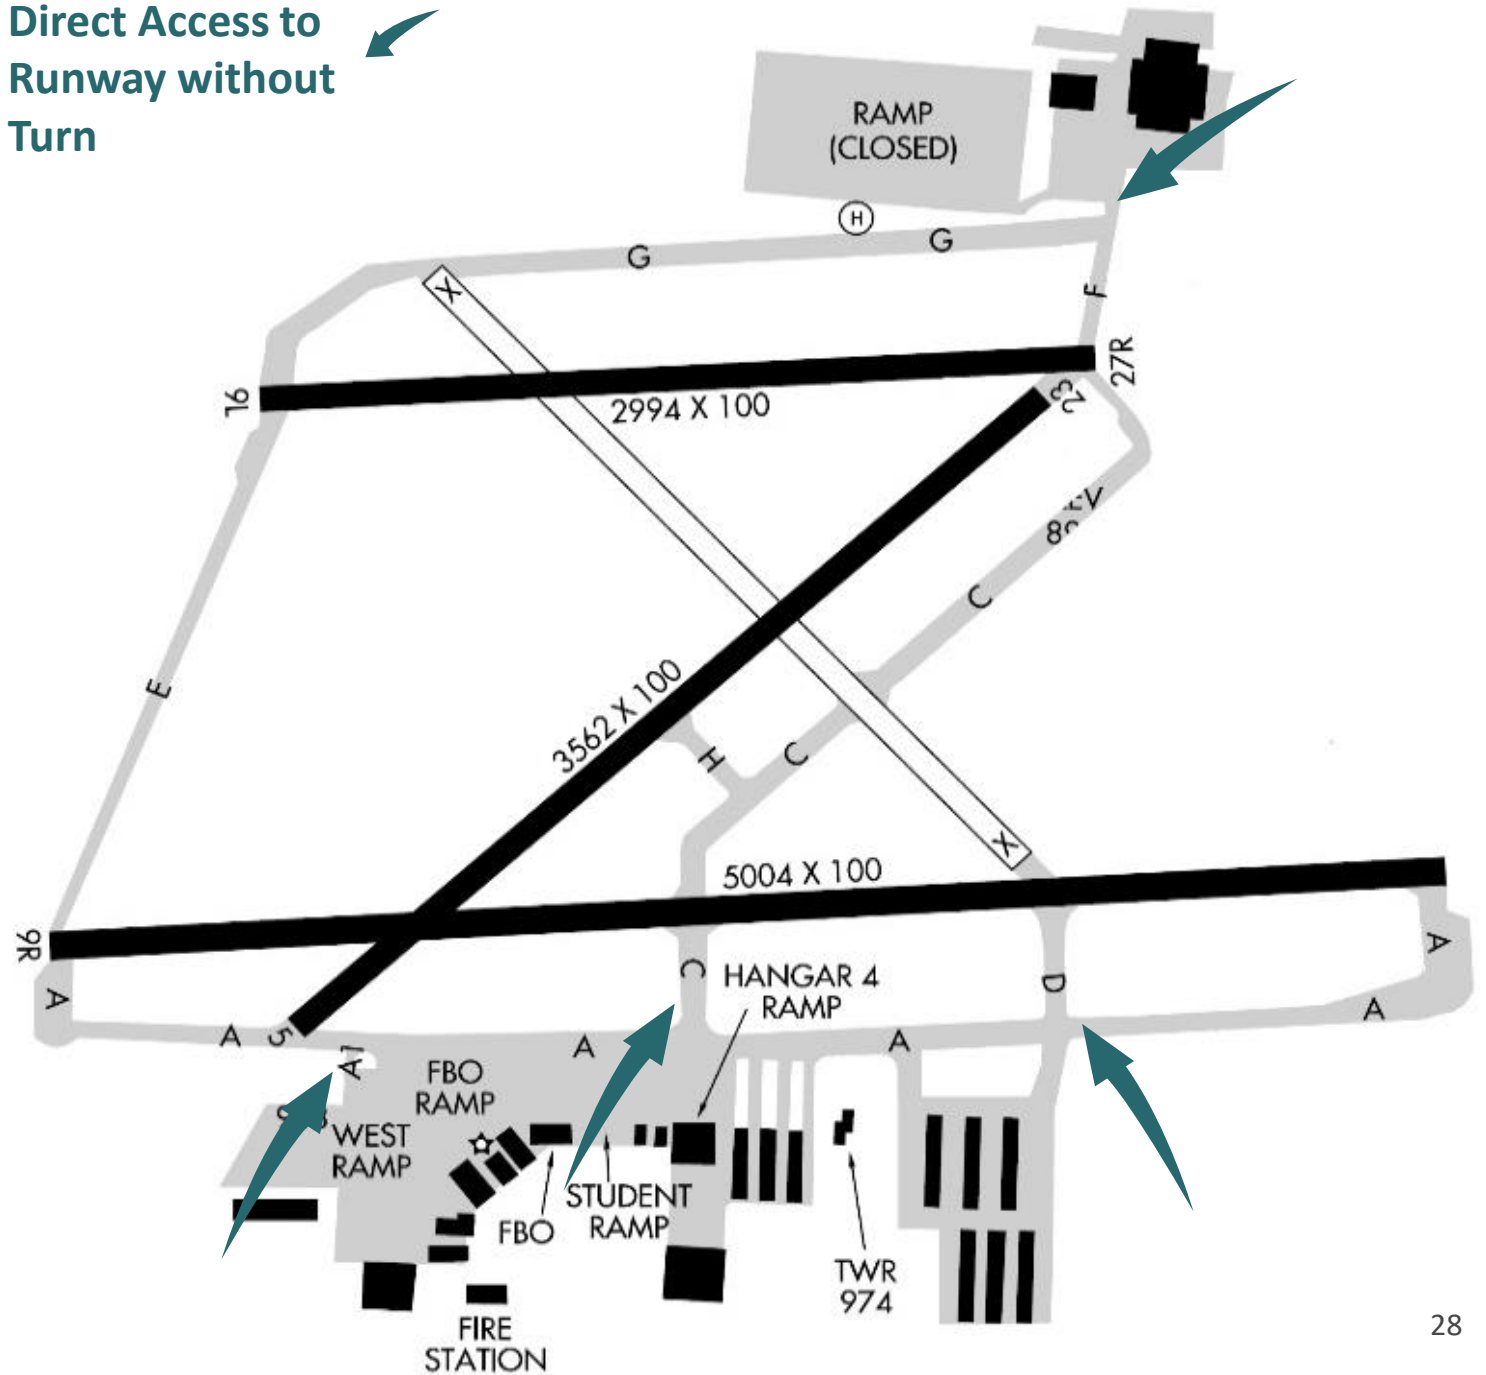 Direct Access to
Runway without
Turn
RAMP
(CLOSED)
H
G
G
F
X
27R
9L
23
2994 X 100
C
E
3562 X 100
H
C
X
5004 X 100
9R
C
HANGAR 4
RAMP
D
A
A
A
5
A
A
A
A1
FBO
RAMP
WEST
RAMP
STUDENT
RAMP
FBO
TWR
974
FIRE
STATION
28